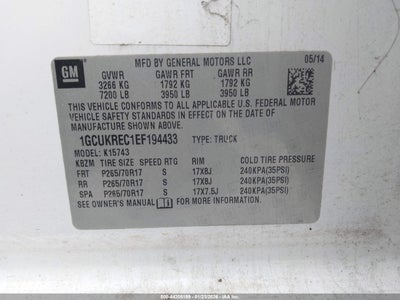 GM
MFD BY GENERAL MOTORS LLC
05/14
GVWR GAWR FRT GAWR RR
3266 KG 1792 KG 1792 KG
7200 LB 3950 LB 3950 LB
THIS VEHICLE CONFORMS TO ALL APPLICABLE U.S. FEDERAL MOTOR
VEHICLE SAFETY STANDARDS IN EFFECT ON THE DATE OF
MANUFACTURE SHOWN ABOVE.
1GCUKREC1EF194433 TYPE: TRUCK
MODEL: K15743
KBZM TIRE SIZE SPEED RTG RIM COLD TIRE PRESSURE
FRT P265/70R17 S 17X8J 240KPA(35PSI)
RR P265/70R17 S 17X8J 240KPA(35PSI)
SPA P265/70R17 S 17X7.5J 240KPA(35PSI)
SEE OWNER'S MANUAL FOR MORE INFORMATION.